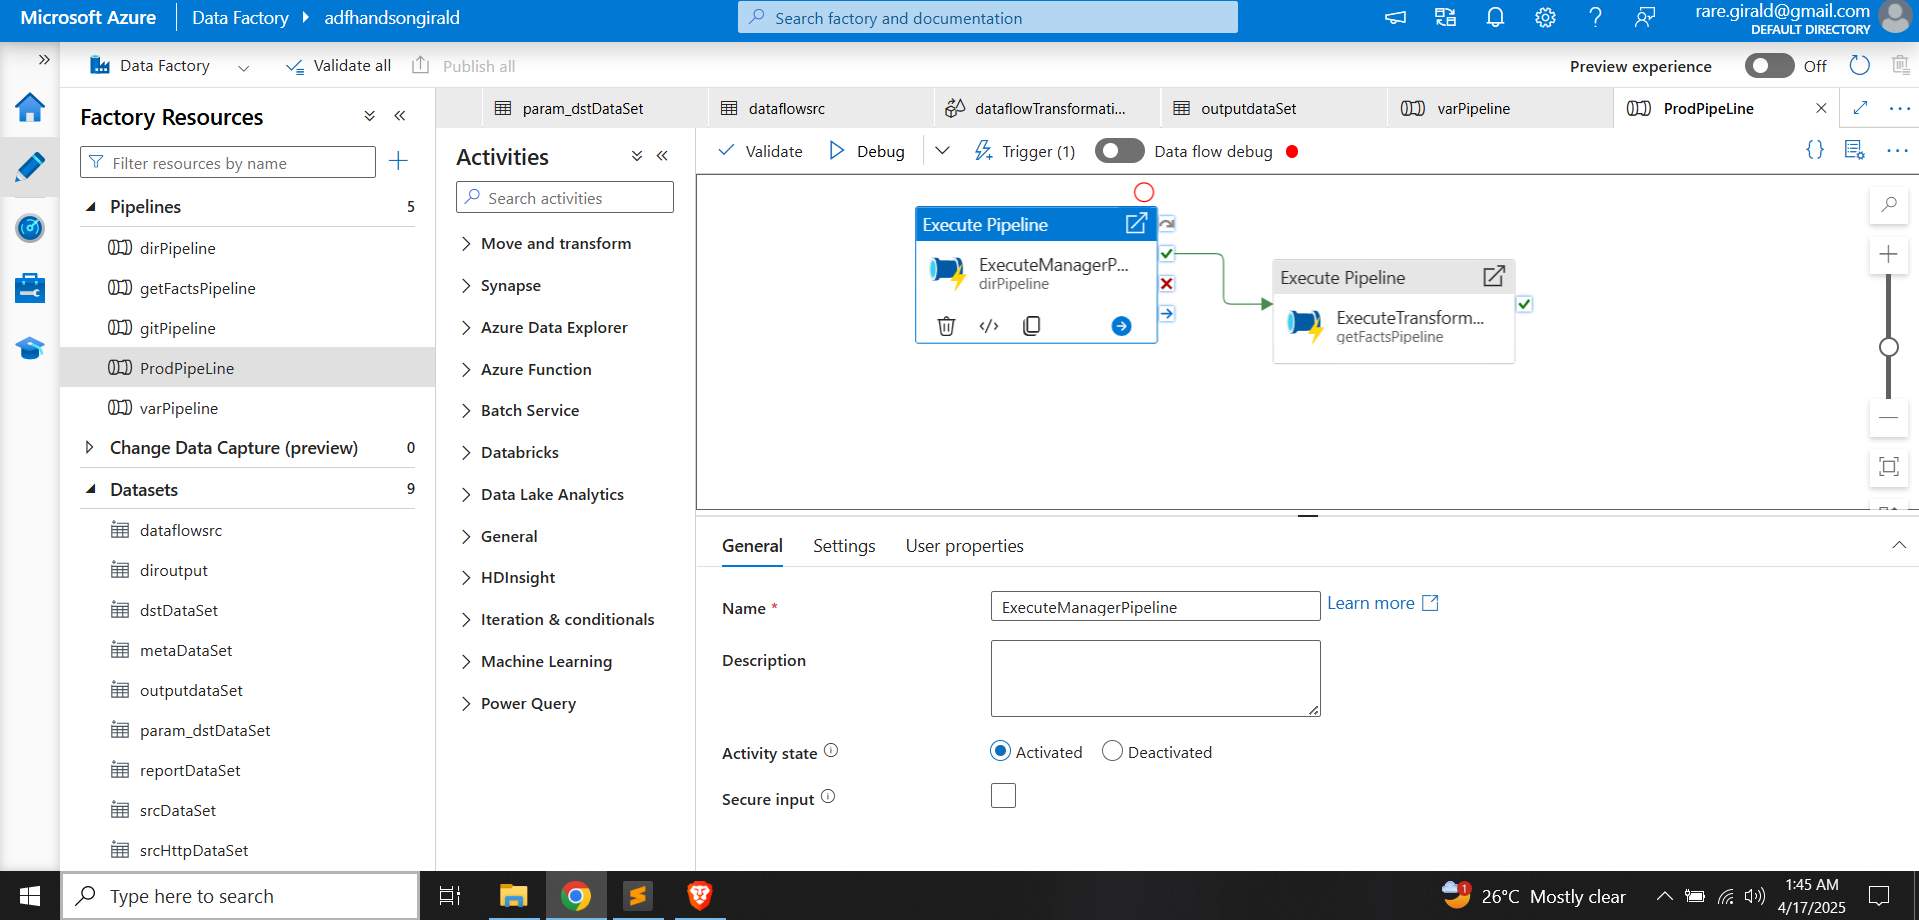 Microsoft Azure
Data Factory
adfhandsongirald
Search factory and documentation
rare.girald@gmail.com
DEFAULT DIRECTORY
Data Factory
Validate all
Publish all
Preview experience
Off
Factory Resources
Filter resources by name
Pipelines
5
dirPipeline
getFactsPipeline
gitPipeline
ProdPipeLine
varPipeline
Change Data Capture (preview)
0
Datasets
9
dataflowsrc
diroutput
dstDataSet
metaDataSet
outputdataSet
param_dstDataSet
reportDataSet
srcDataSet
srcHttpDataSet
param_dstDataSet
dataflowsrc
dataflowTransformati...
outputdataSet
varPipeline
ProdPipeLine
Activities
Search activities
Move and transform
Synapse
Azure Data Explorer
Azure Function
Batch Service
Databricks
Data Lake Analytics
General
HDInsight
Iteration & conditionals
Machine Learning
Power Query
Validate
Debug
Trigger (1)
Data flow debug
Execute Pipeline
ExecuteManagerP...
dirPipeline
Execute Pipeline
ExecuteTransform...
getFactsPipeline
General
Settings
User properties
Name *
ExecuteManagerPipeline
Learn more
Description
Activity state
Activated
Deactivated
Secure input
Type here to search
1
26°C Mostly clear
1:45 AM
4/17/2025